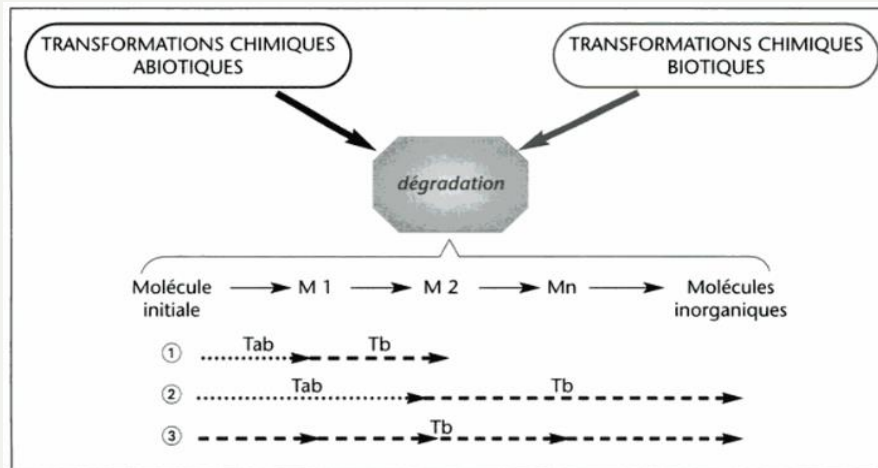 TRANSFORMATIONS CHIMIQUES
ABIOTIQUES
TRANSFORMATIONS CHIMIQUES
BIOTIQUES
dégradation
Molécule
initiale
M 1
M 2
Mn
Molécules
inorganiques
1
Tab
Tb
2
Tab
Tb
3
Tb